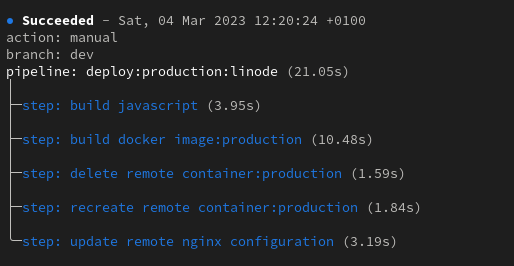 ● Succeeded - Sat, 04 Mar 2023 12:20:24 +0100
action: manual
branch: dev
pipeline: deploy:production:linode (21.05s)
step: build javascript (3.95s)
step: build docker image:production (10.48s)
step: delete remote container:production (1.59s)
step: recreate remote container:production (1.84s)
step: update remote nginx configuration (3.19s)